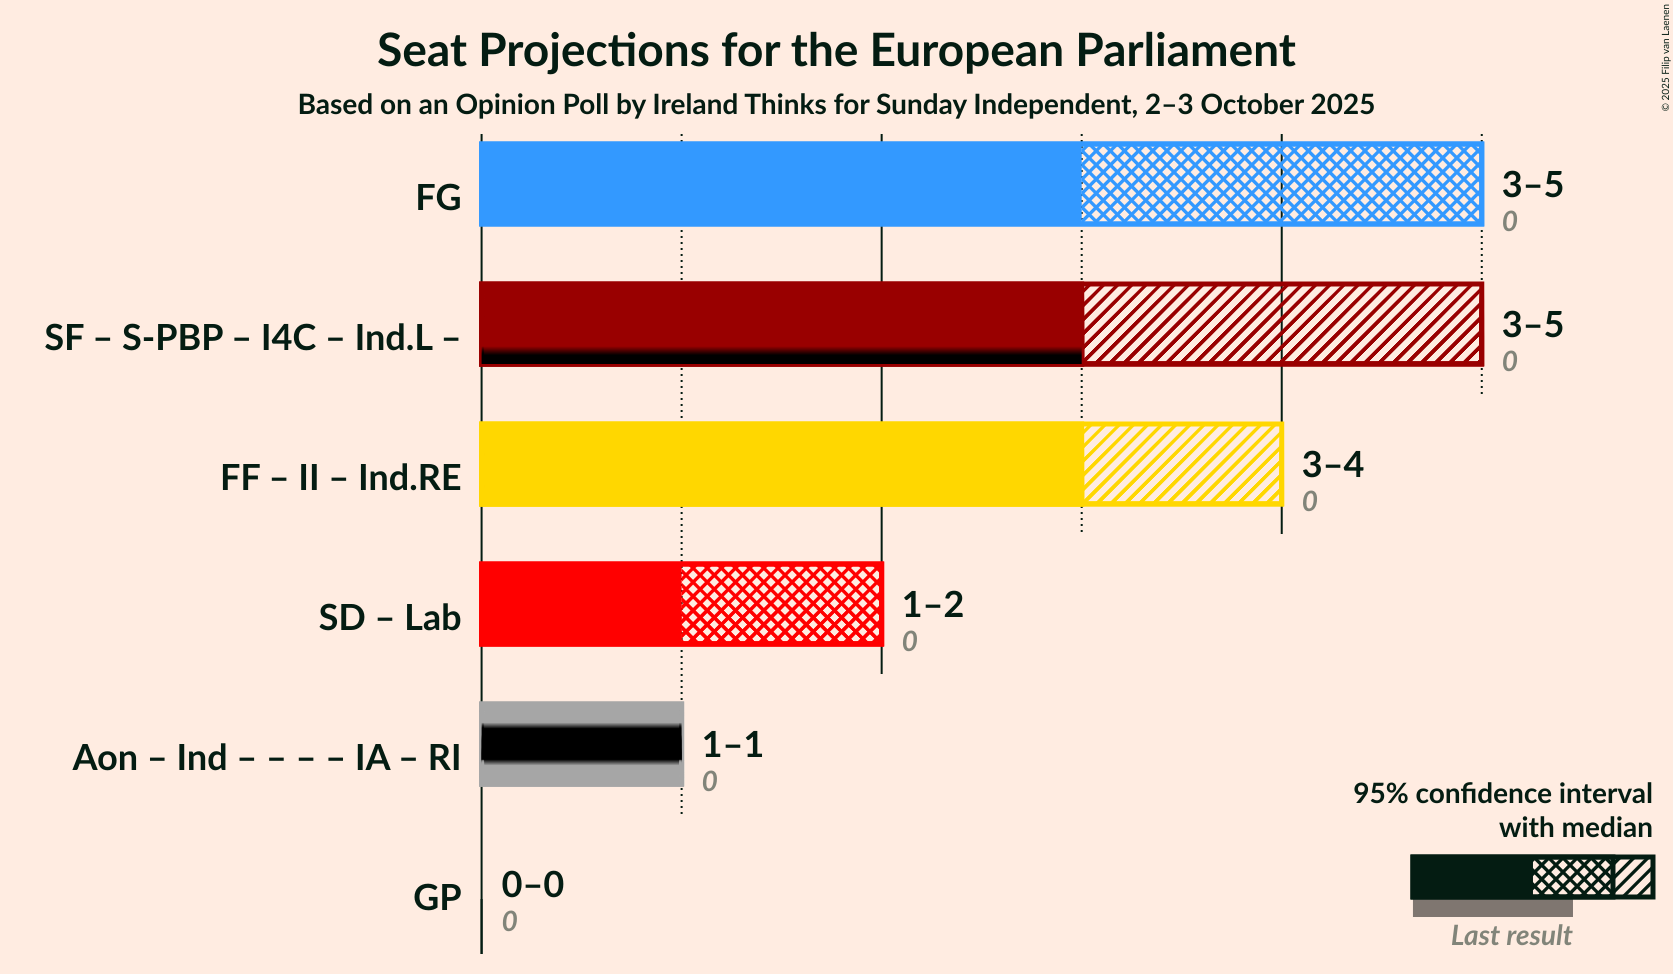 Seat Projections for the European Parliament
Based on an Opinion Poll by Ireland Thinks for Sunday Independent, 2–3 October 2025
© 2025 Filip van Laenen
FG
3–5
0
SF – S-PBP – I4C – Ind.L –
3–5
0
FF – II – Ind.RE
3–4
0
SD – Lab
1–2
0
Aon – Ind – – – – IA – RI
1–1
0
GP
0–0
0
95% confidence interval
with median
Last result